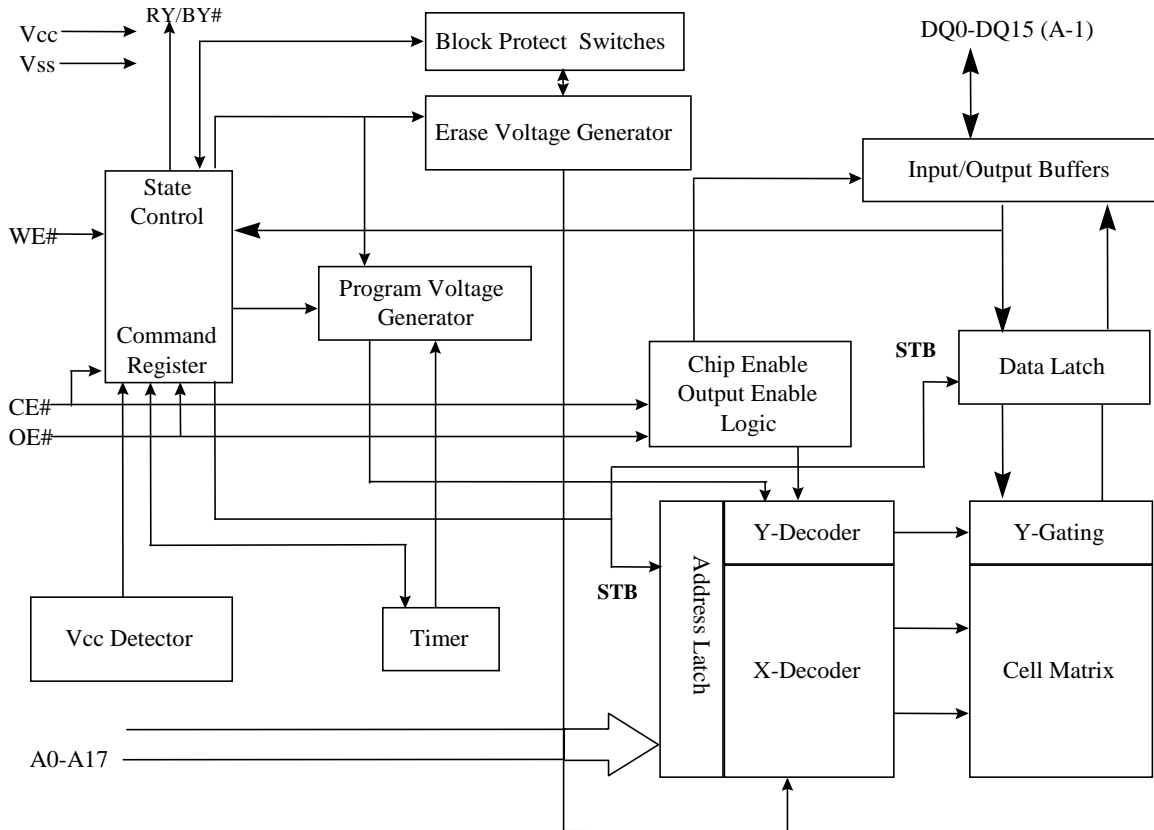 RY/BY#
Vcc
Vss
Block Protect Switches
DQ0-DQ15 (A-1)
Erase Voltage Generator
Input/Output Buffers
State
Control
WE#
Program Voltage
Generator
Command
Register
STB
Chip Enable
Output Enable
Logic
Data Latch
CE#
OE#
Y-Decoder
Y-Gating
Address Latch
STB
Vcc Detector
Timer
X-Decoder
Cell Matrix
A0-A17